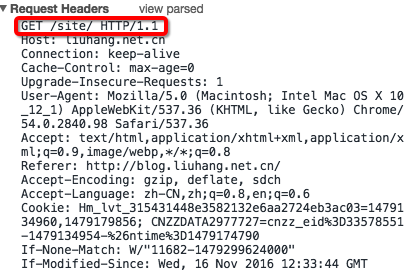 ▼ Request Headers view parsed
GET /site/ HTTP/1.1
Host: liuhang.net.cn
Connection: keep-alive
Cache-Control: max-age=0
Upgrade-Insecure-Requests: 1
User-Agent: Mozilla/5.0 (Macintosh; Intel Mac OS X 10
_12_1) AppleWebKit/537.36 (KHTML, like Gecko) Chrome/
54.0.2840.98 Safari/537.36
Accept: text/html,application/xhtml+xml,application/x
ml;q=0.9,image/webp,*/*;q=0.8
Referer: http://blog.liuhang.net.cn/
Accept-Encoding: gzip, deflate, sdch
Accept-Language: zh-CN,zh;q=0.8,en;q=0.6
Cookie: Hm_lvt_315431448e3582132e6aa2724eb3ac03=14791
34960,1479179856; CNZZDATA2977727=cnzz_eid%3D33578551
-1479134954-%26ntime%3D1479174790
If-None-Match: W/"11682-1479299624000"
If-Modified-Since: Wed, 16 Nov 2016 12:33:44 GMT